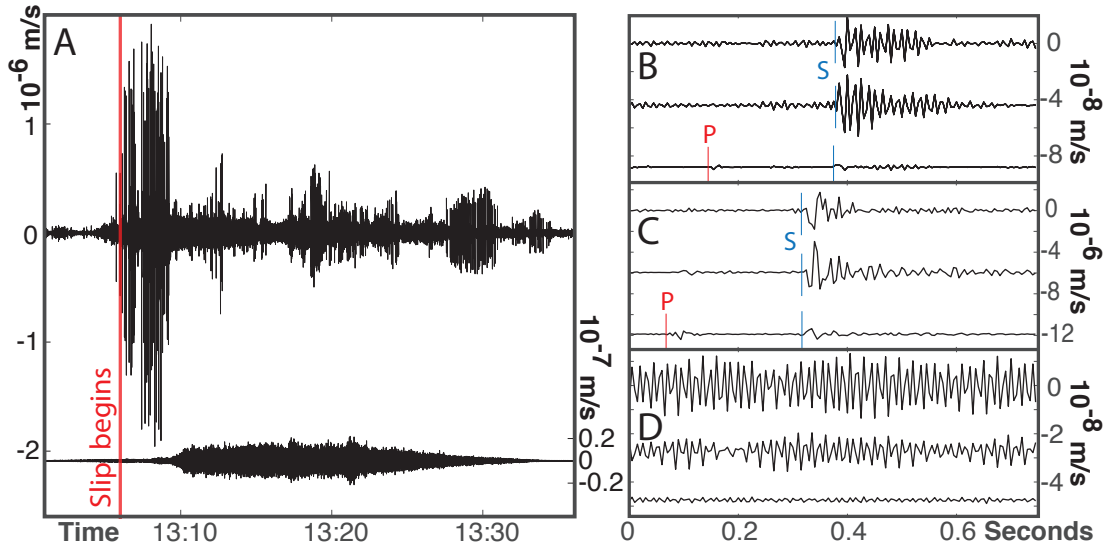 A
10⁻⁶ m/s
1
0
-1
-2
Slip begins
10⁻⁷ m/s
0.2
0
-0.2
Time
13:10
13:20
13:30
B
S
P
0
-4
-8
10⁻⁸ m/s
C
S
P
0
-4
-8
-12
10⁻⁶ m/s
D
0
-2
-4
10⁻⁸ m/s
0
0.2
0.4
0.6
Seconds